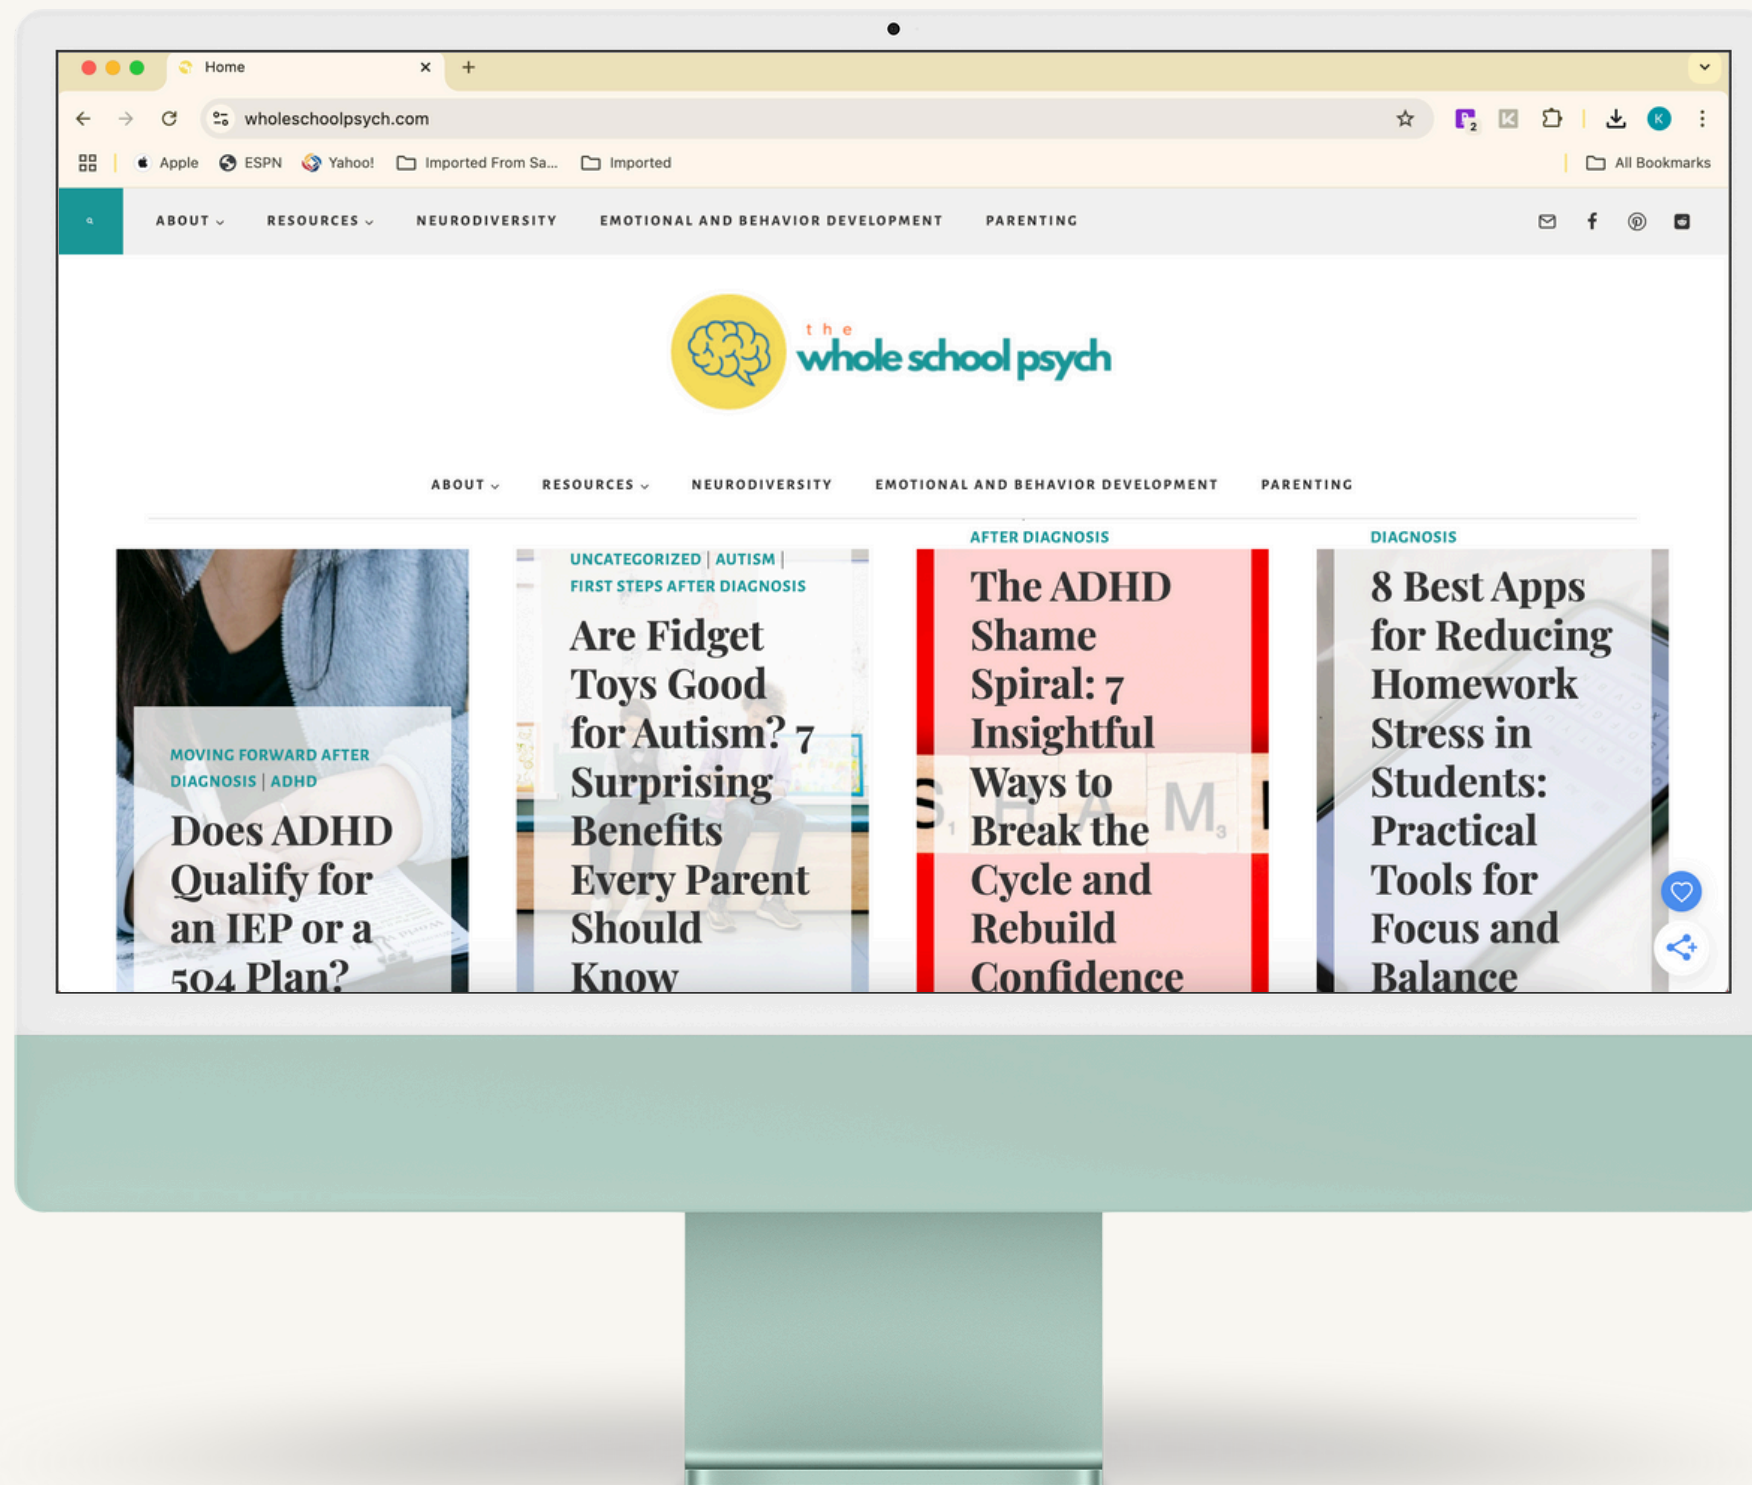 Home
wholeschoolpsych.com
2
K
Apple ESPN Yahoo! Imported From Sa... Imported All Bookmarks
ABOUT RESOURCES NEURODIVERSITY EMOTIONAL AND BEHAVIOR DEVELOPMENT PARENTING
the
whole school psych
ABOUT RESOURCES NEURODIVERSITY EMOTIONAL AND BEHAVIOR DEVELOPMENT PARENTING
MOVING FORWARD AFTER
DIAGNOSIS | ADHD
Does ADHD
Qualify for
an IEP or a
504 Plan?
UNCATEGORIZED | AUTISM |
FIRST STEPS AFTER DIAGNOSIS
Are Fidget
Toys Good
for Autism? 7
Surprising
Benefits
Every Parent
Should
Know
AFTER DIAGNOSIS
The ADHD
Shame
Spiral: 7
Insightful
Ways to
Break the
Cycle and
Rebuild
Confidence
S1 H A M3
DIAGNOSIS
8 Best Apps
for Reducing
Homework
Stress in
Students:
Practical
Tools for
Focus and
Balance